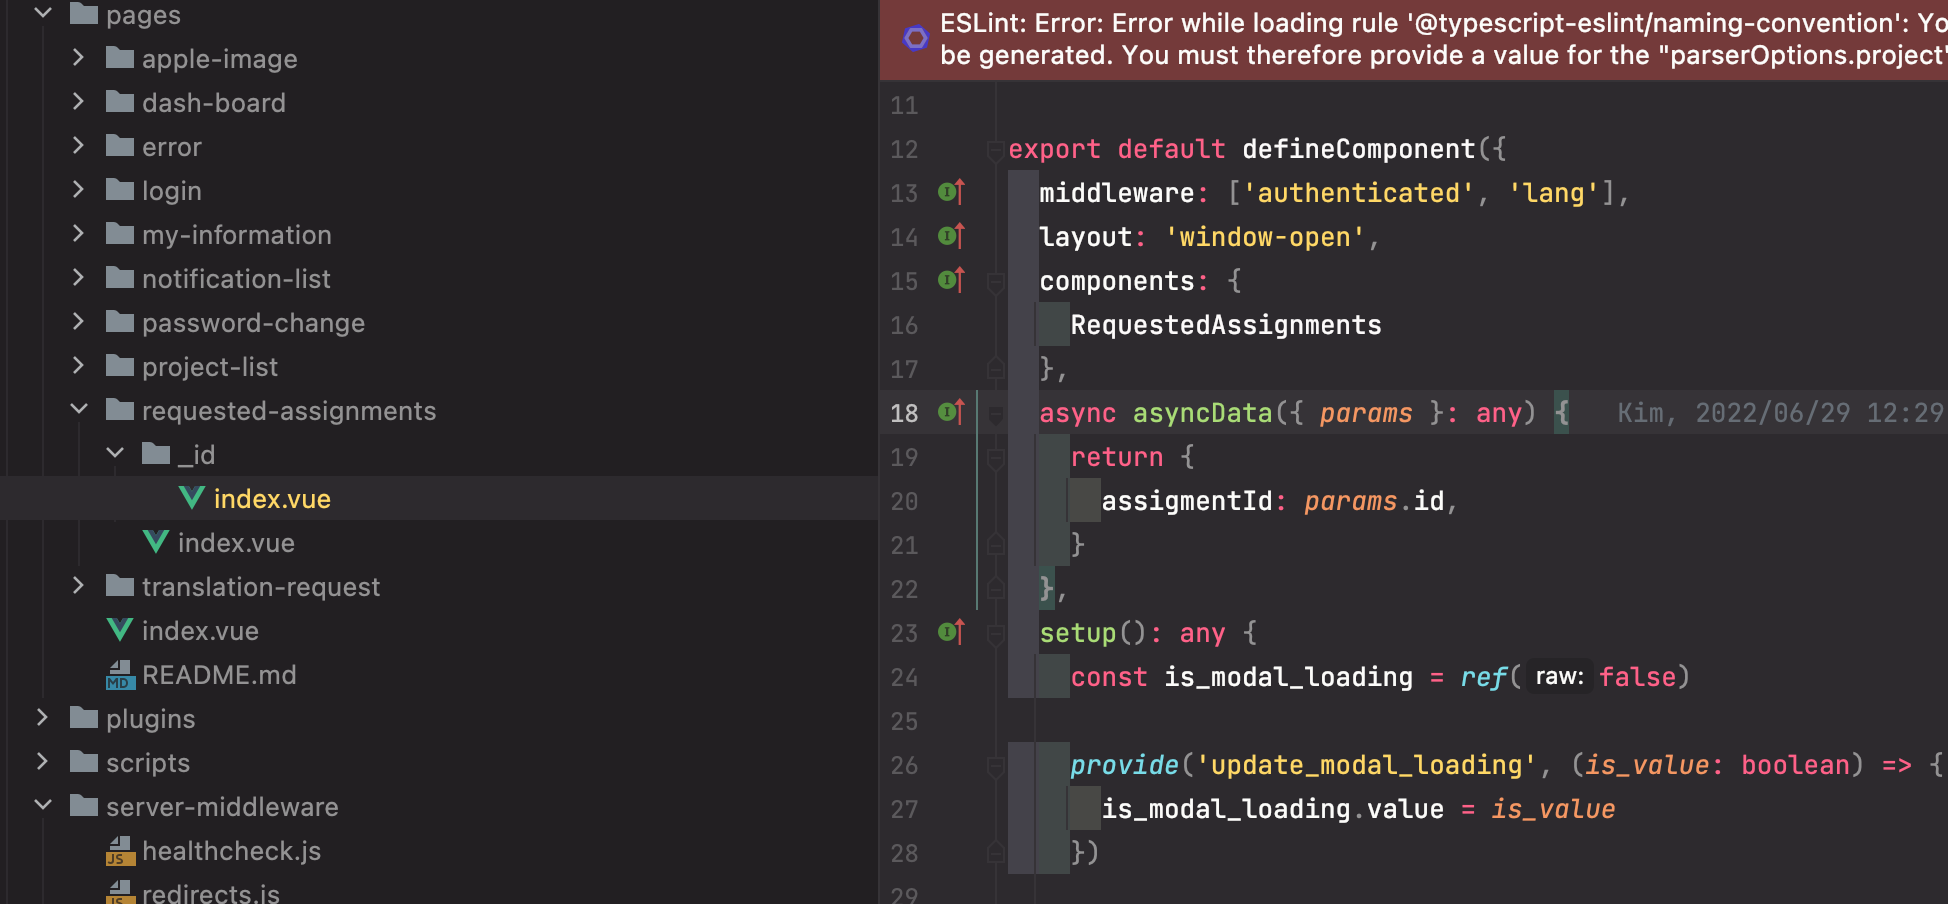 pages
apple-image
dash-board
error
login
my-information
notification-list
password-change
project-list
requested-assignments
_id
index.vue
index.vue
translation-request
index.vue
README.md
plugins
scripts
server-middleware
healthcheck.js
redirects.js
ESLint: Error: Error while loading rule '@typescript-eslint/naming-convention': Yo
be generated. You must therefore provide a value for the "parserOptions.project"
11
12 export default defineComponent({
13 middleware: ['authenticated', 'lang'],
14 layout: 'window-open',
15 components: {
16 RequestedAssignments
17 },
18 async asyncData({ params }: any) { Kim, 2022/06/29 12:29
19 return {
20 assigmentId: params.id,
21 }
22 },
23 setup(): any {
24 const is_modal_loading = ref( raw: false)
25
26 provide('update_modal_loading', (is_value: boolean) => {
27 is_modal_loading.value = is_value
28 })
29